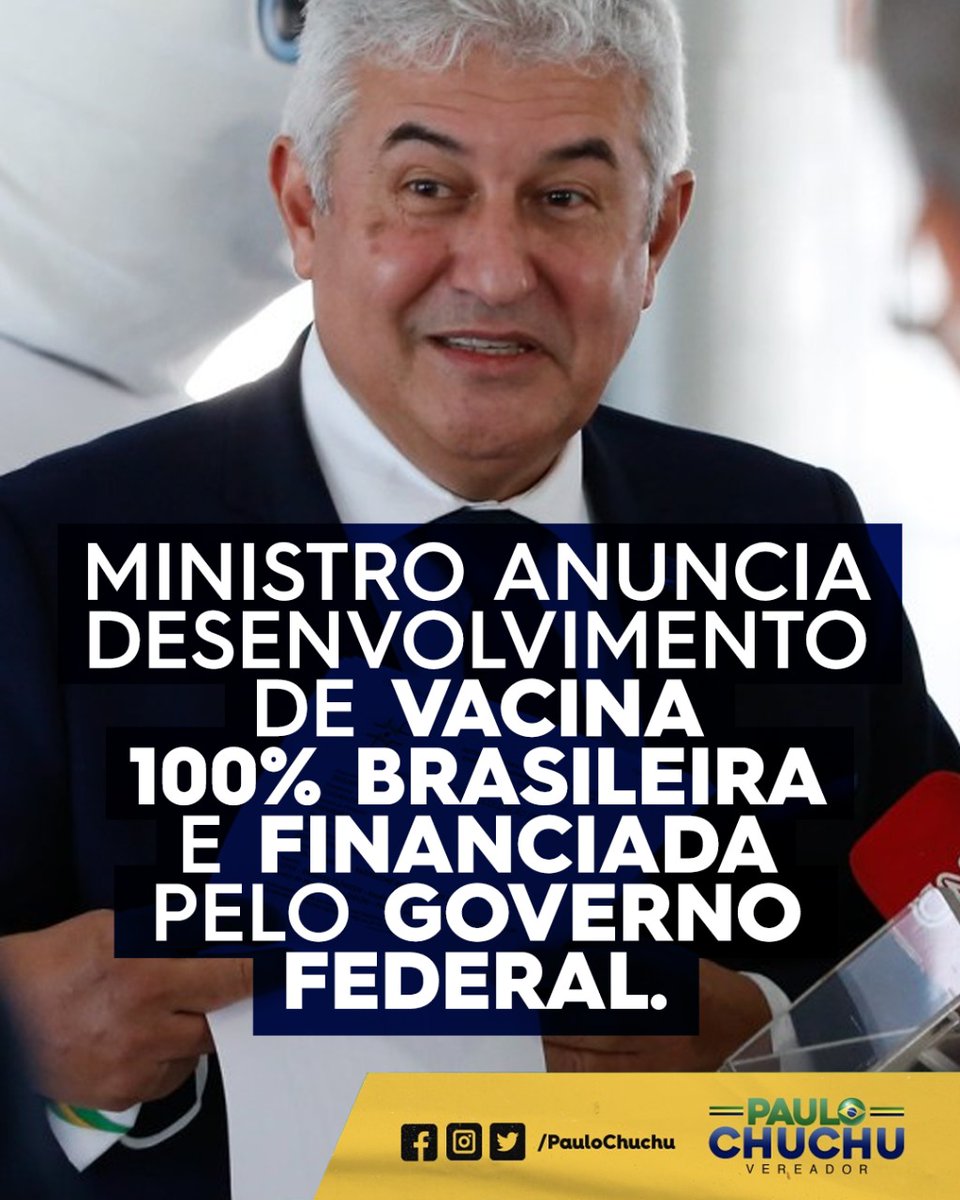 MINISTRO ANUNCIA
DESENVOLVIMENTO
DE VACINA
100% BRASILEIRA
E FINANCIADA
PELO GOVERNO
FEDERAL.
/PauloChuchu
PAULO
CHUCHU
VEREADOR